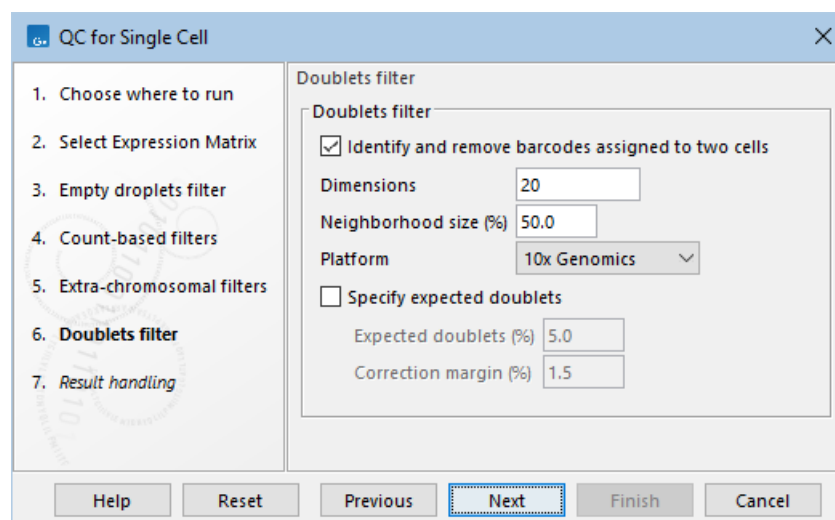 QC for Single Cell
1. Choose where to run
2. Select Expression Matrix
3. Empty droplets filter
4. Count-based filters
5. Extra-chromosomal filters
6. Doublets filter
7. Result handling
Doublets filter
Doublets filter
Identify and remove barcodes assigned to two cells
Dimensions 20
Neighborhood size (%) 50.0
Platform 10x Genomics
Specify expected doublets
Expected doublets (%) 5.0
Correction margin (%) 1.5
Help Reset Previous Next Finish Cancel